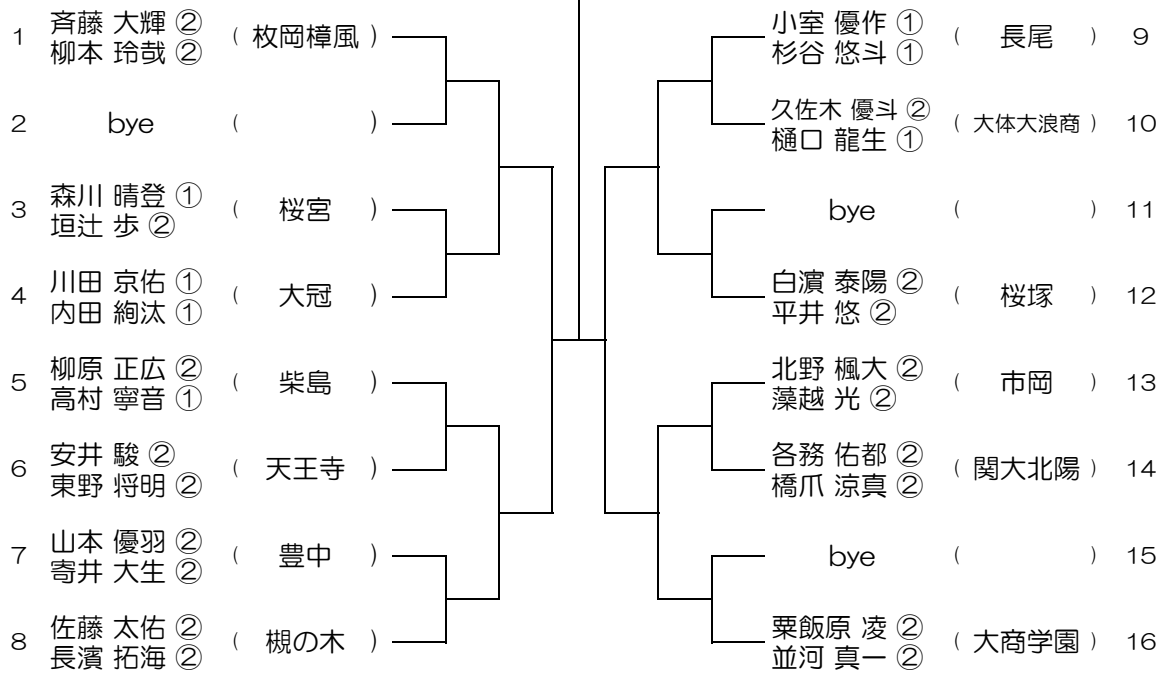 1 斉藤 大輝 ② ( 枚岡樟風 )
柳本 玲哉 ②
2 bye ( )
3 森川 晴登 ① ( 桜宮 )
垣辻 歩 ②
4 川田 京佑 ① ( 大冠 )
内田 絢汰 ①
5 柳原 正広 ② ( 柴島 )
高村 寧音 ①
6 安井 駿 ② ( 天王寺 )
東野 将明 ②
7 山本 優羽 ② ( 豊中 )
寄井 大生 ②
8 佐藤 太佑 ② ( 槻の木 )
長濱 拓海 ②
小室 優作 ① ( 長尾 ) 9
杉谷 悠斗 ①
久佐木 優斗 ② ( 大体大浪商 ) 10
樋口 龍生 ①
bye ( ) 11
白濵 泰陽 ② ( 桜塚 ) 12
平井 悠 ②
北野 楓大 ② ( 市岡 ) 13
藻越 光 ②
各務 佑都 ② ( 関大北陽 ) 14
橋爪 涼真 ②
bye ( ) 15
粟飯原 凌 ② ( 大商学園 ) 16
並河 真一 ②